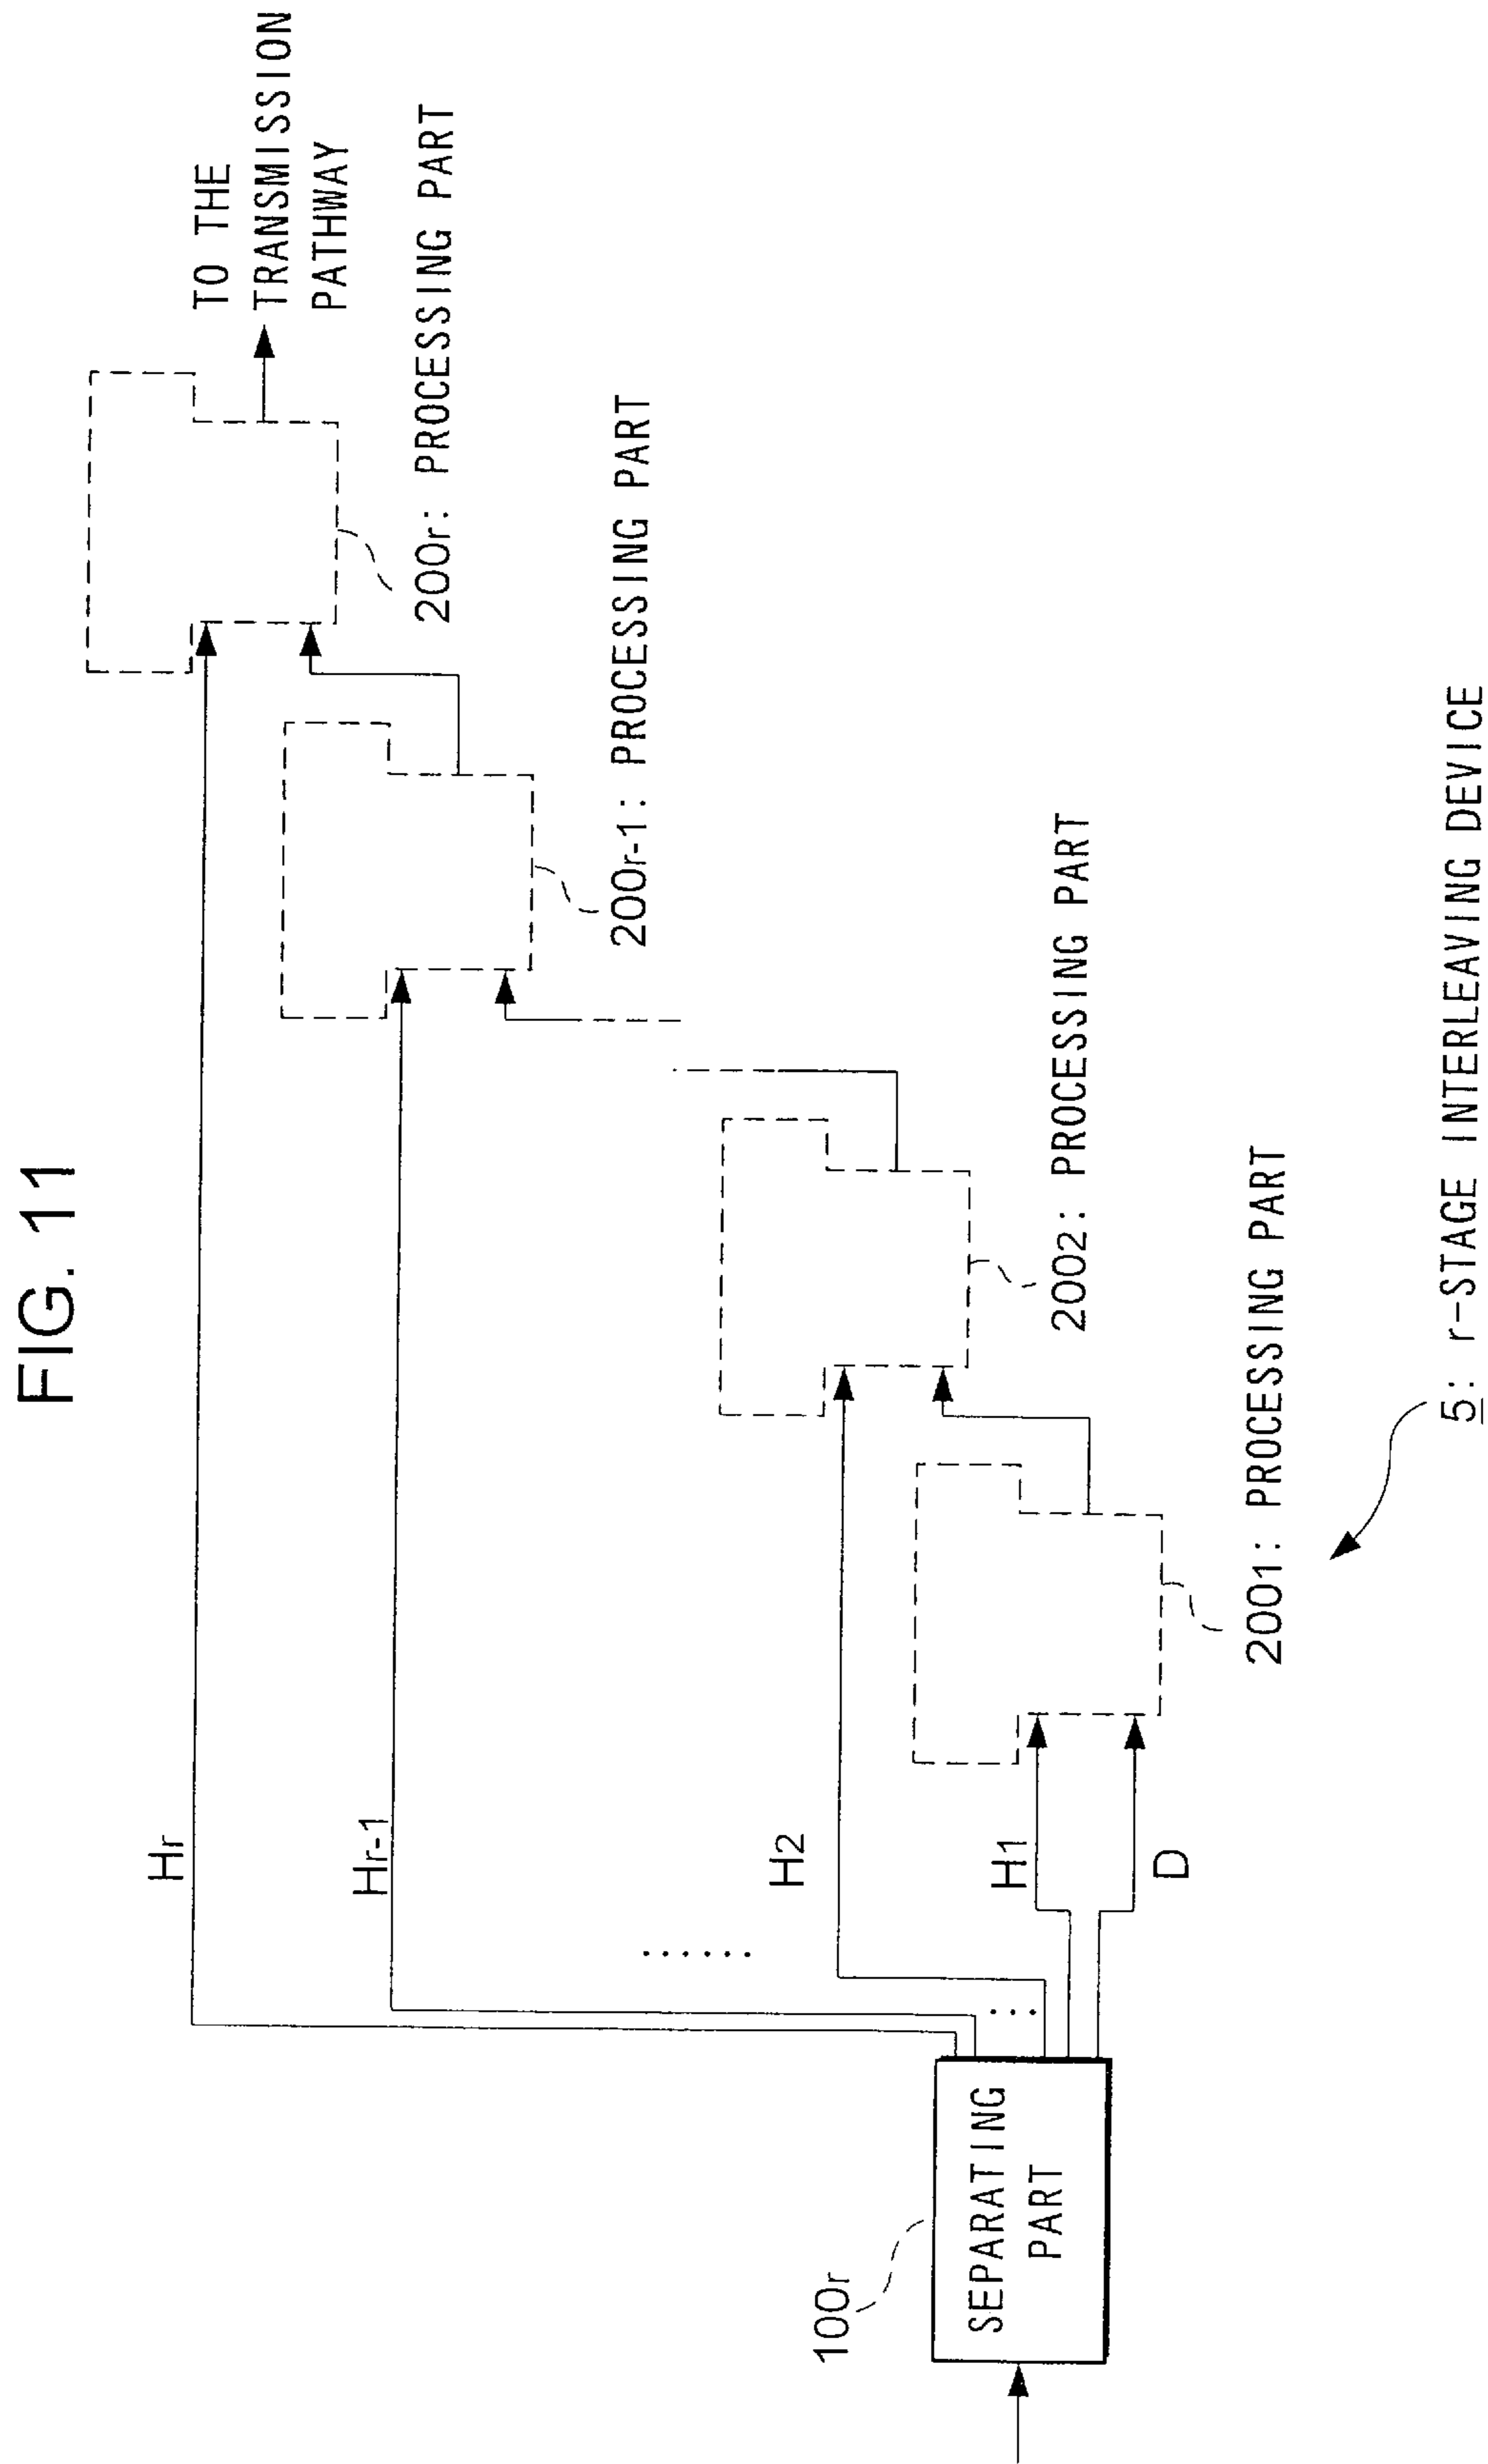 FIG. 11
TO THE
TRANSMISSION
PATHWAY
Hr
200r: PROCESSING PART
Hr-1
200r-1: PROCESSING PART
......
H2
2002: PROCESSING PART
...
H1
D
2001: PROCESSING PART
100r
SEPARATING
PART
5: r-STAGE INTERLEAVING DEVICE